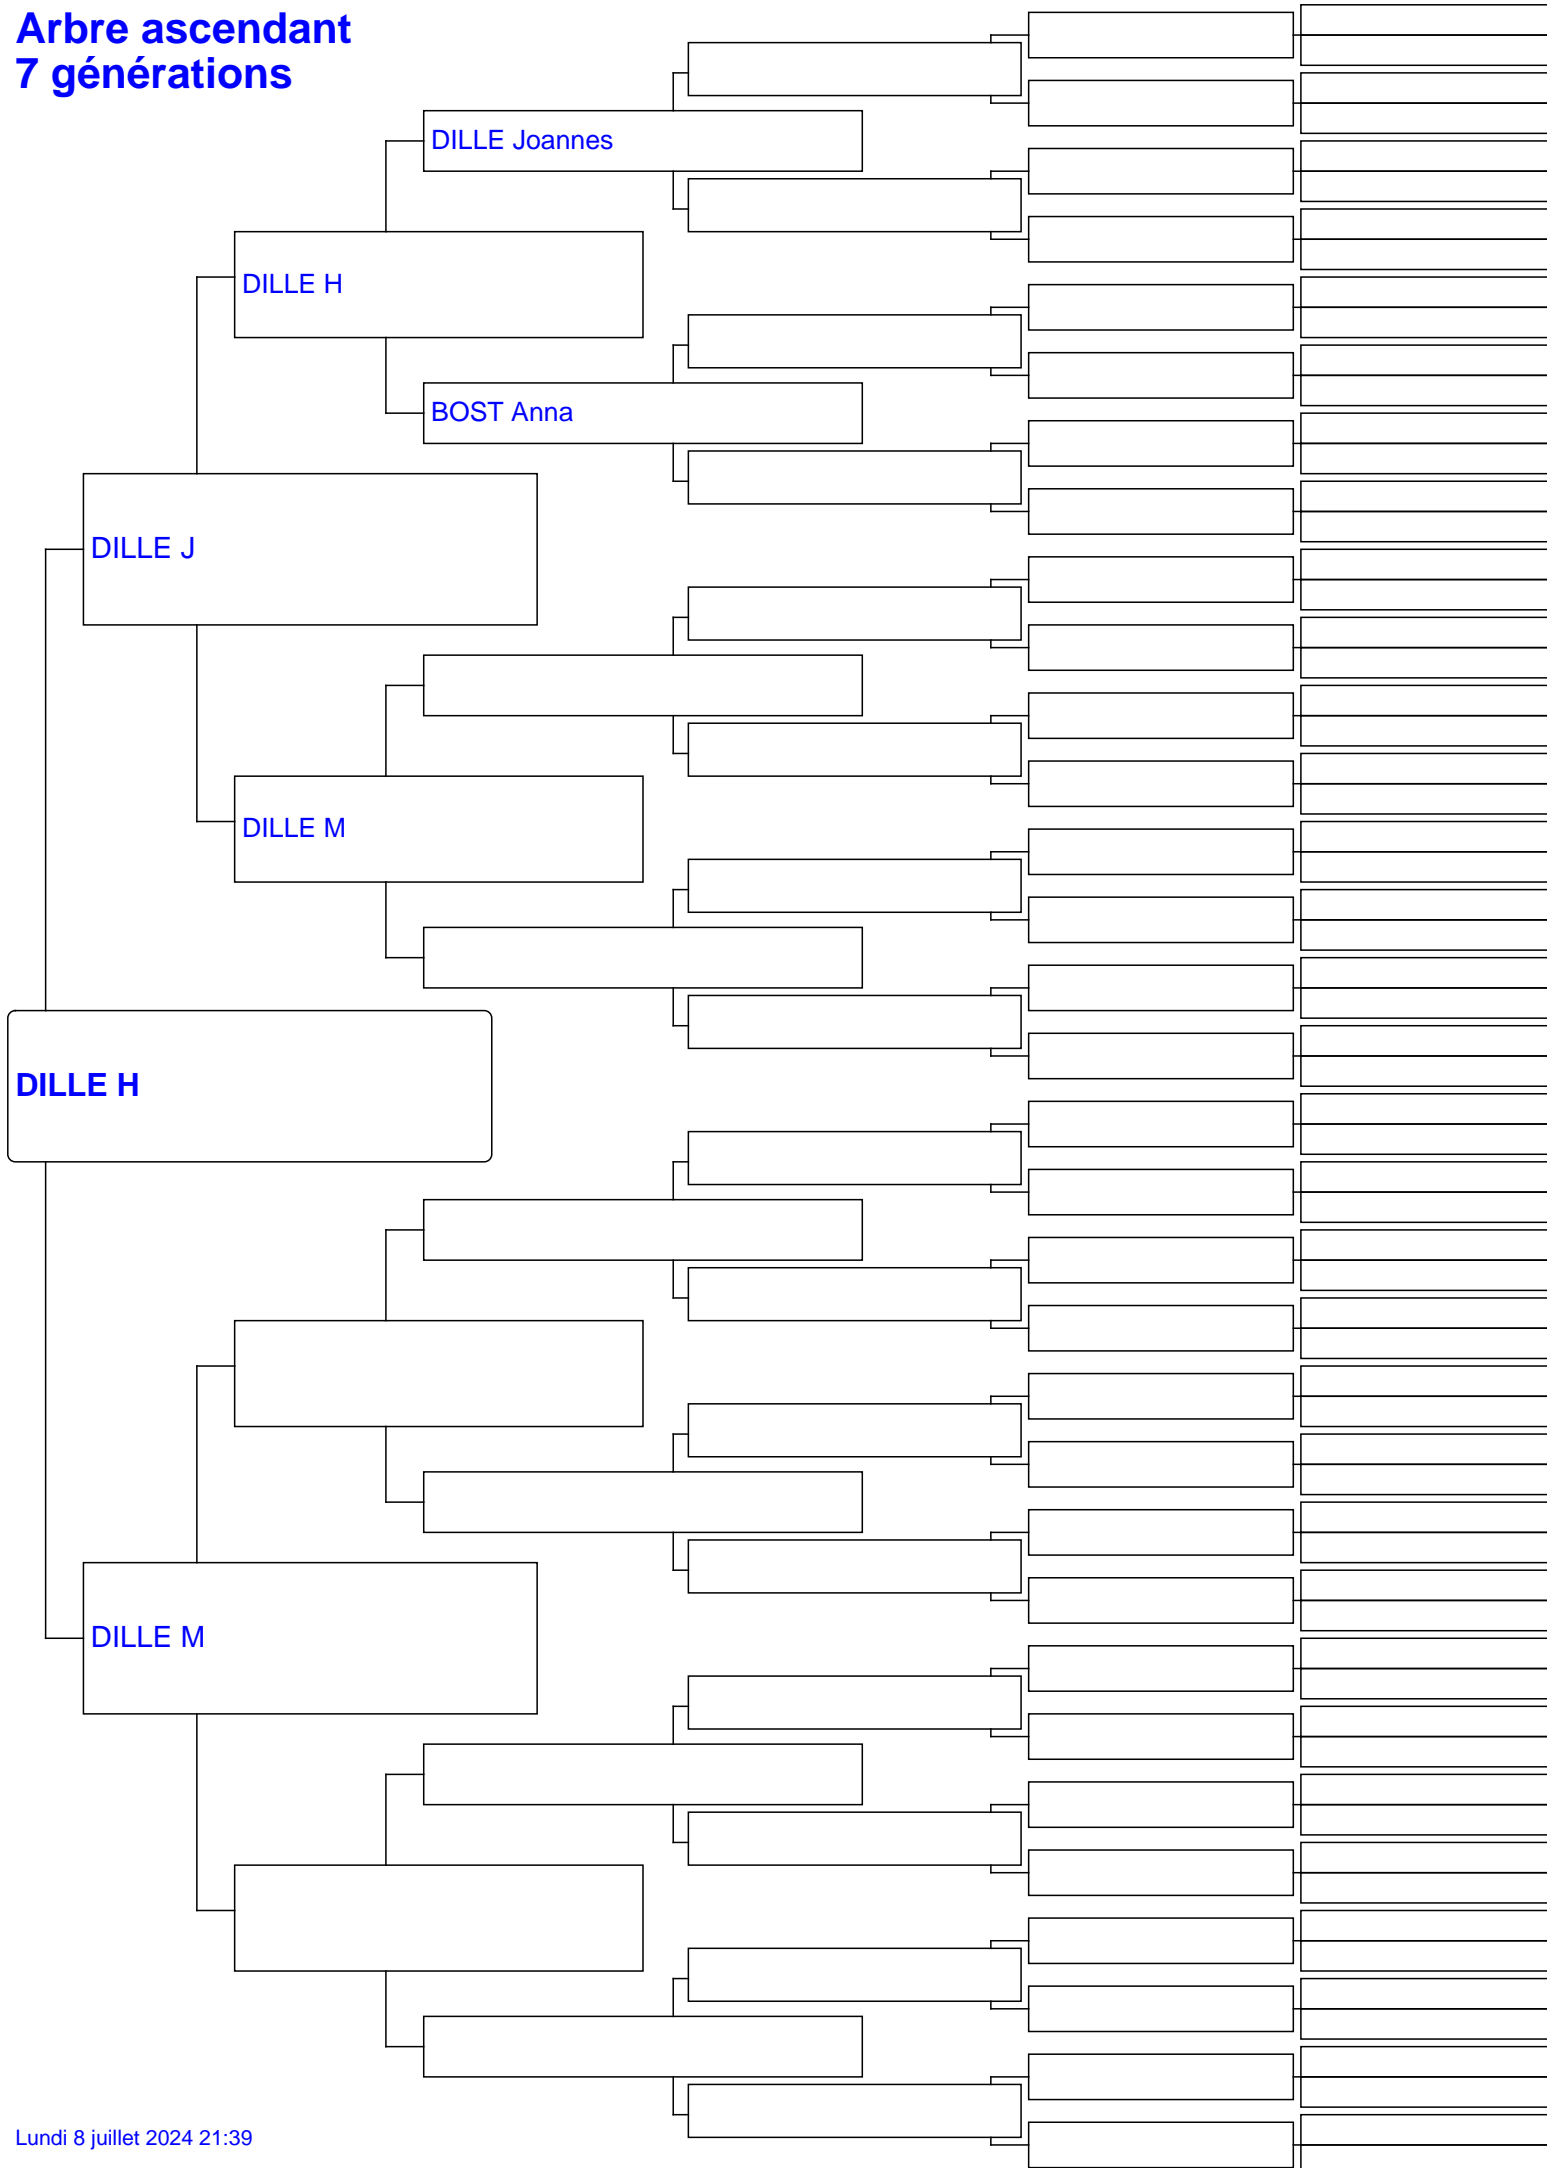 Arbre ascendant
7 générations
DILLE Joannes
DILLE H
BOST Anna
DILLE J
DILLE M
DILLE H
DILLE M
Lundi 8 juillet 2024 21:39